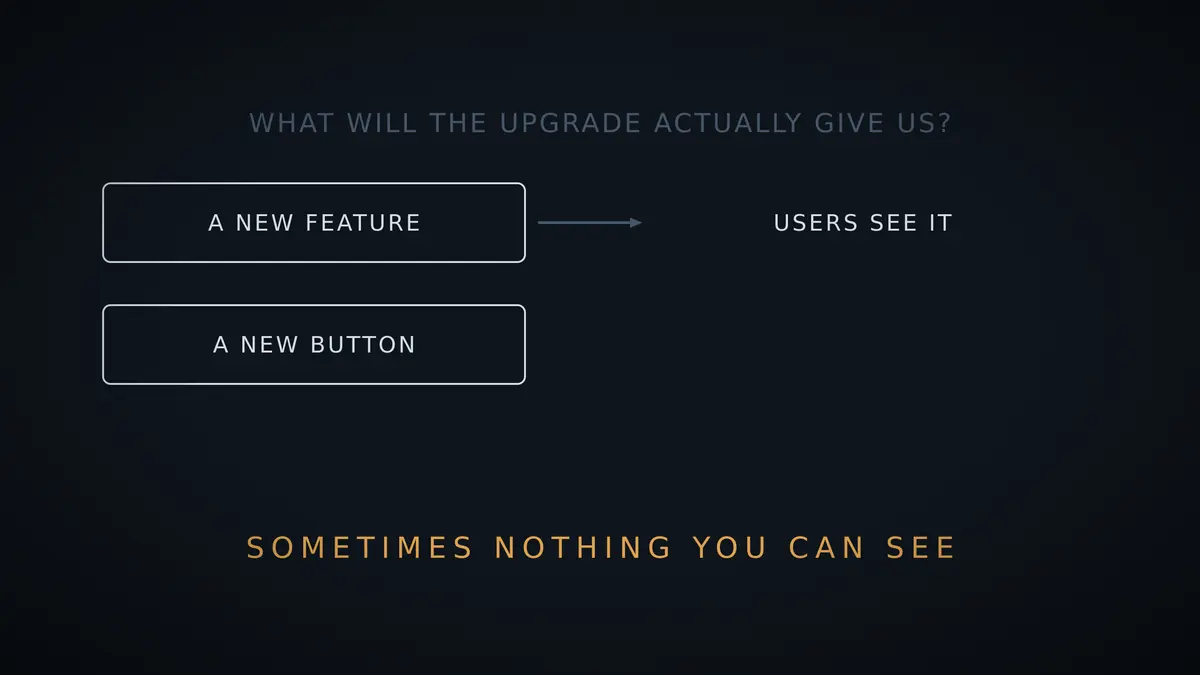 WHAT WILL THE UPGRADE ACTUALLY GIVE US?
A NEW FEATURE
USERS SEE IT
A NEW BUTTON
SOMETIMES NOTHING YOU CAN SEE